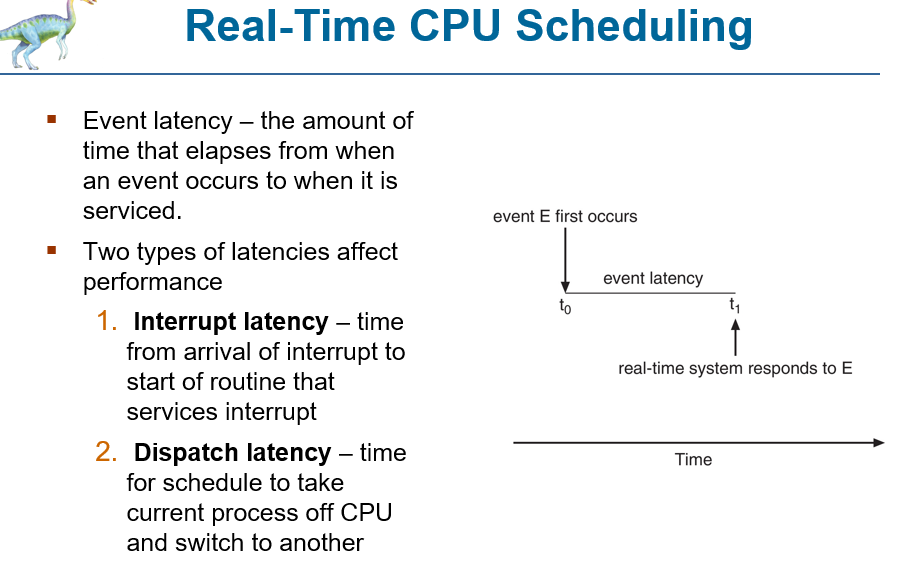 Real-Time CPU Scheduling
Event latency – the amount of
time that elapses from when
an event occurs to when it is
serviced.
Two types of latencies affect
performance
1. Interrupt latency – time
from arrival of interrupt to
start of routine that
services interrupt
2. Dispatch latency – time
for schedule to take
current process off CPU
and switch to another
event E first occurs
event latency
t0 t1
real-time system responds to E
Time